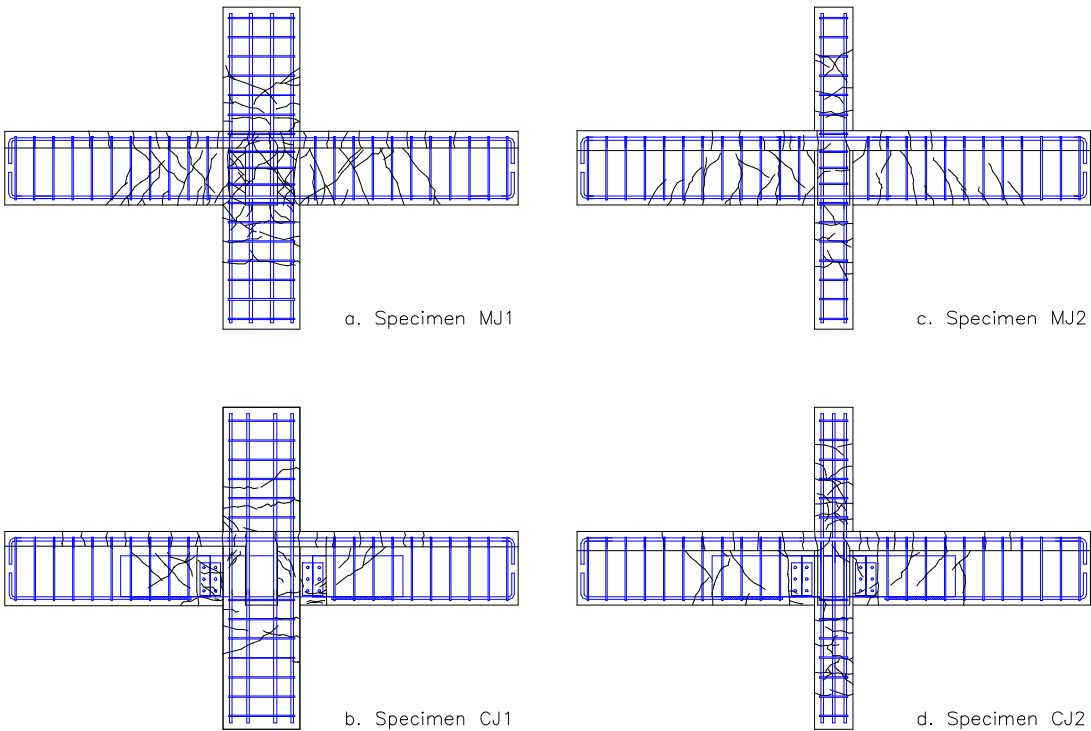 a. Specimen MJ1
c. Specimen MJ2
b. Specimen CJ1
d. Specimen CJ2